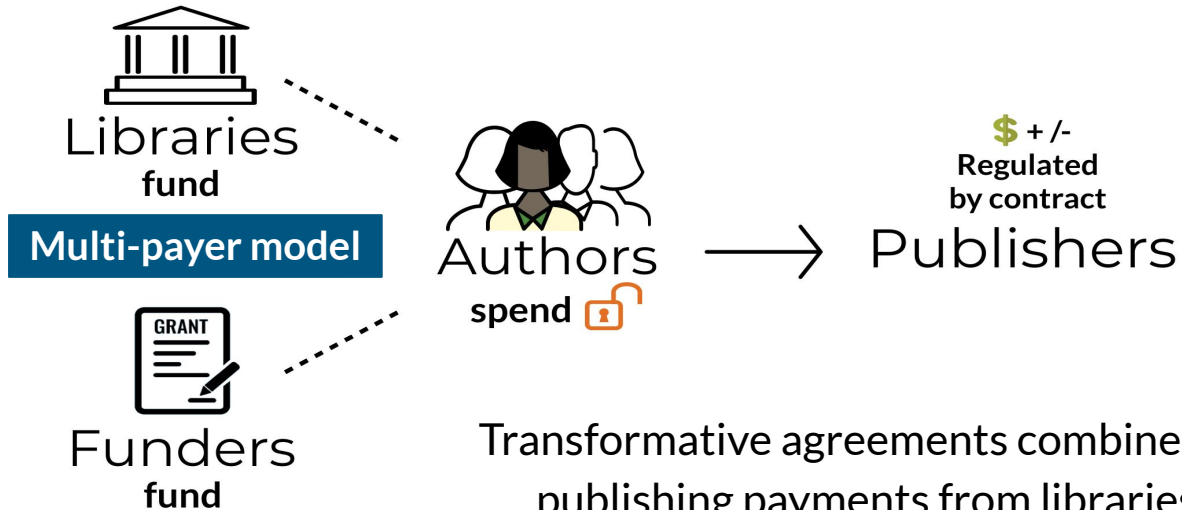 Libraries
fund
Multi-payer model
GRANT
Funders
fund
Authors
spend
$ + /-
Regulated
by contract
Publishers
Transformative agreements combine
publishing payments from libraries